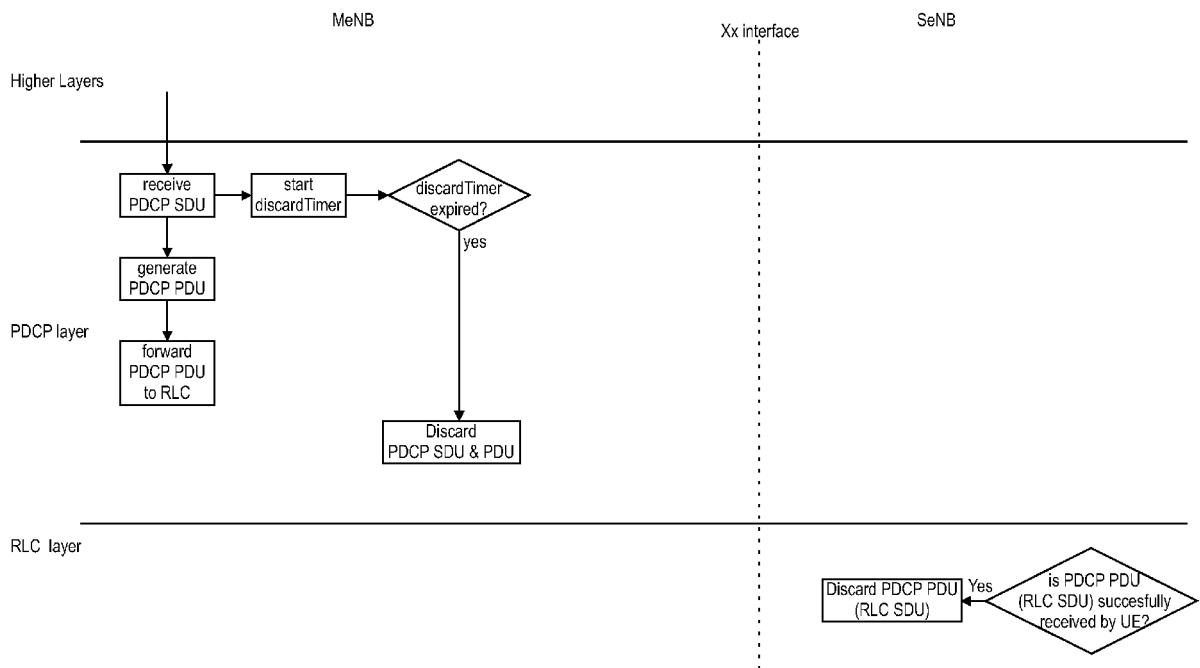 MeNB
Xx interface
SeNB
Higher Layers
receive
PDCP SDU
start
discardTimer
discardTimer
expired?
yes
generate
PDCP PDU
PDCP layer
forward
PDCP PDU
to RLC
Discard
PDCP SDU & PDU
RLC layer
Discard PDCP PDU
(RLC SDU)
Yes
is PDCP PDU
(RLC SDU) succesfully
received by UE?